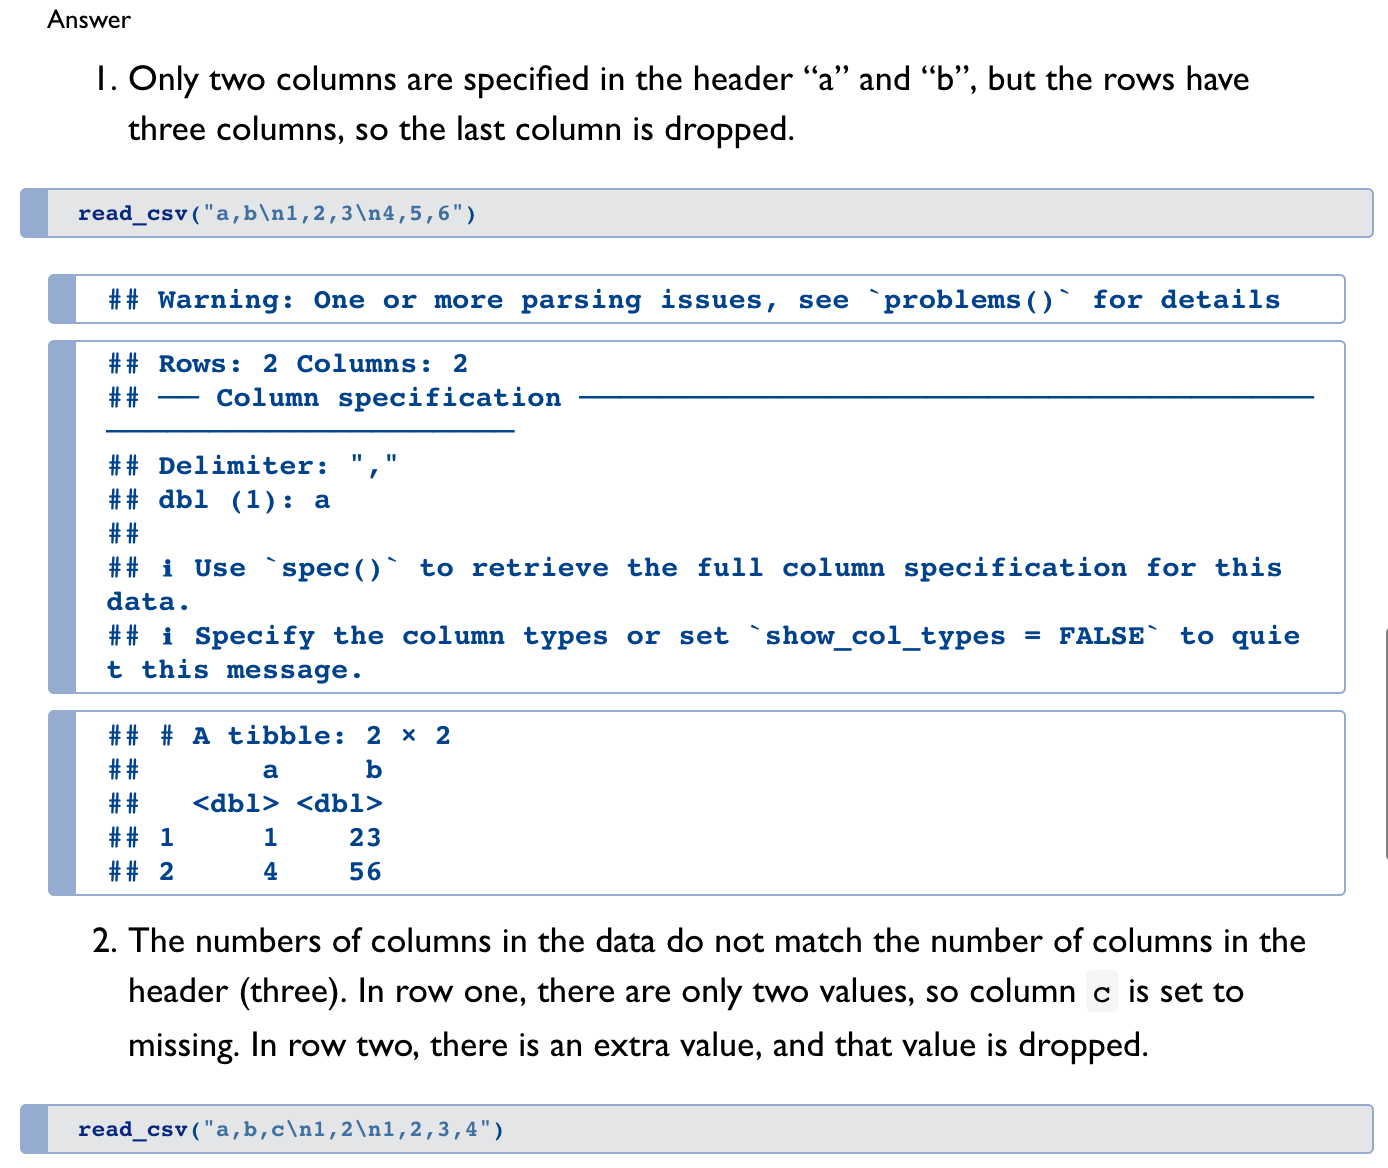 Answer
1. Only two columns are specified in the header “a” and “b”, but the rows have
three columns, so the last column is dropped.
read_csv("a,b\n1,2,3\n4,5,6")
## Warning: One or more parsing issues, see `problems()` for details
## Rows: 2 Columns: 2
## ── Column specification ────────────────────────────────────────────
────────────────────────
## Delimiter: ","
## dbl (1): a
##
## ℹ Use `spec()` to retrieve the full column specification for this
data.
## ℹ Specify the column types or set `show_col_types = FALSE` to quie
t this message.
## # A tibble: 2 × 2
##       a     b
##   <dbl> <dbl>
## 1     1    23
## 2     4    56
2. The numbers of columns in the data do not match the number of columns in the
header (three). In row one, there are only two values, so column c is set to
missing. In row two, there is an extra value, and that value is dropped.
read_csv("a,b,c\n1,2\n1,2,3,4")